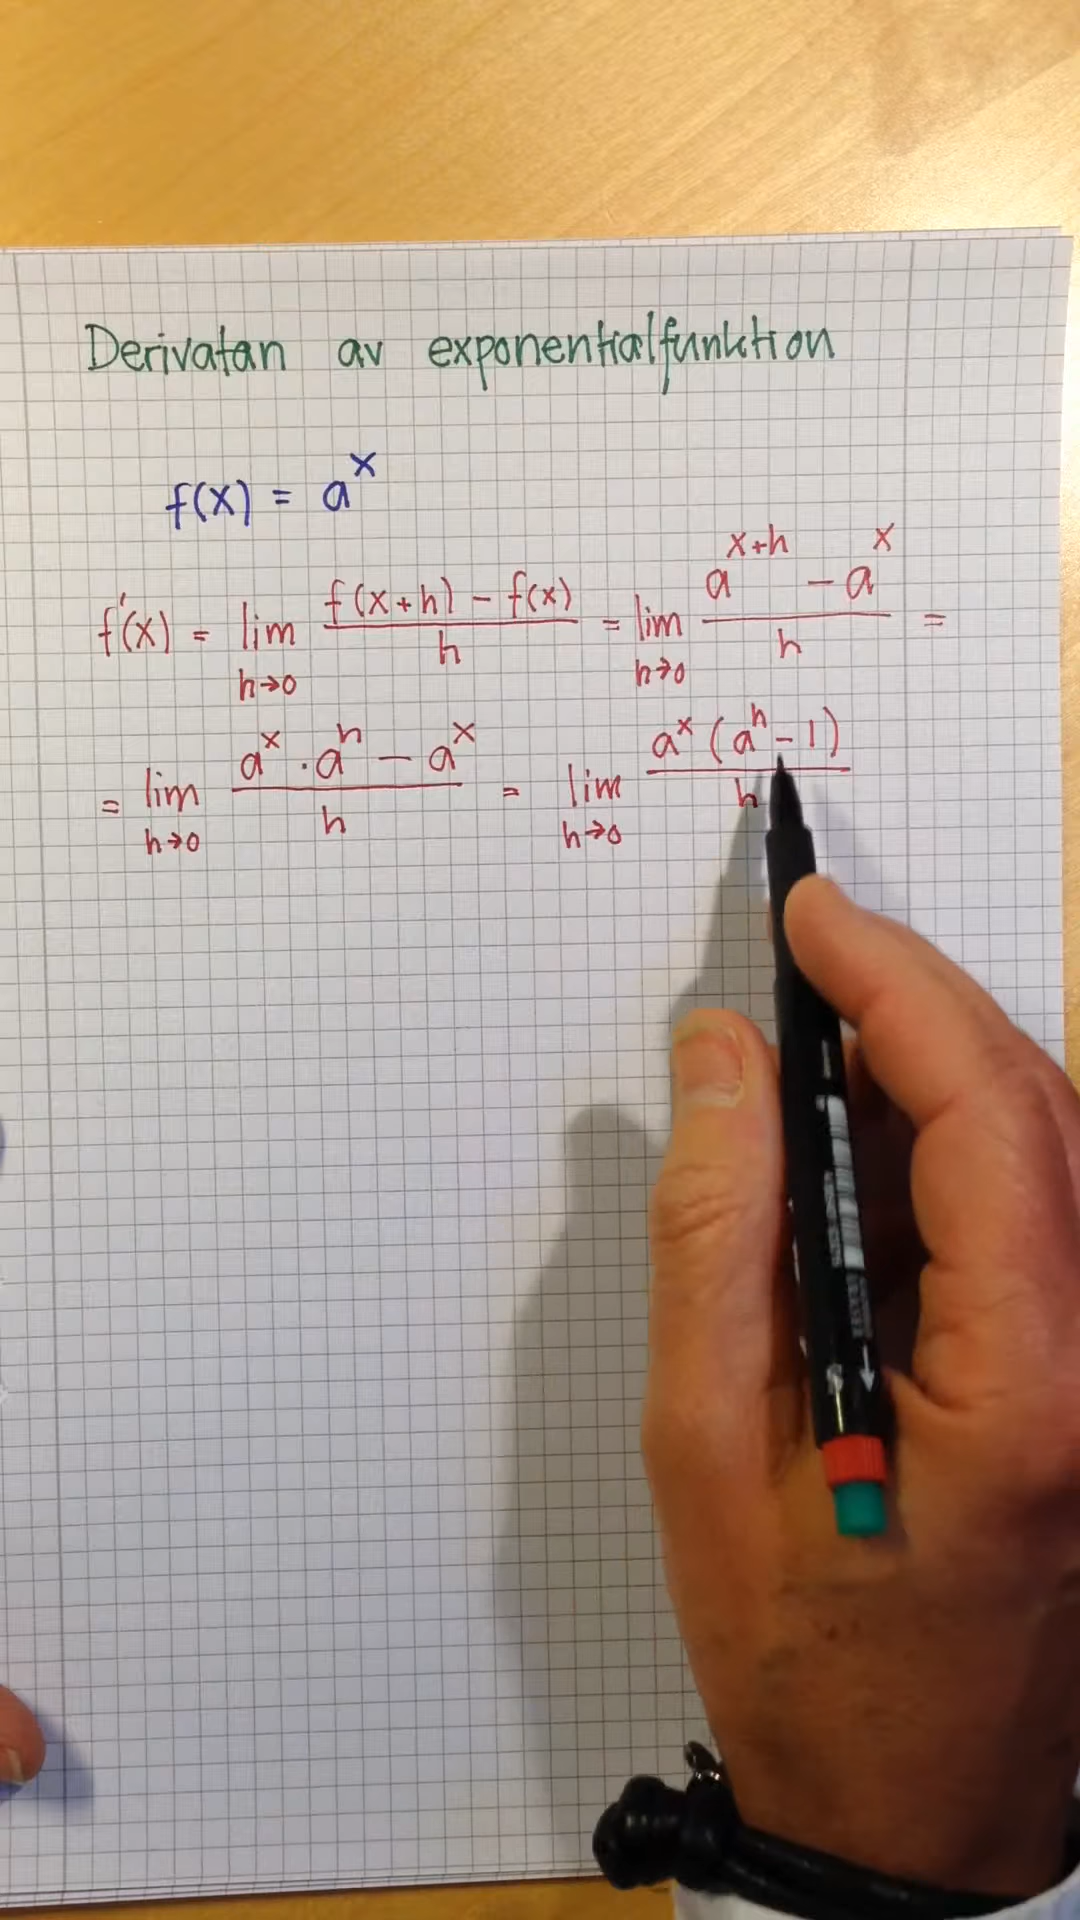 Derivatan av exponentialfunktion
f(x) = a^x
f'(x) = lim_{h→0} (f(x+h) - f(x))/h = lim_{h→0} (a^{x+h} - a^x)/h =
= lim_{h→0} (a^x · a^h - a^x)/h = lim_{h→0} (a^x (a^h - 1))/h